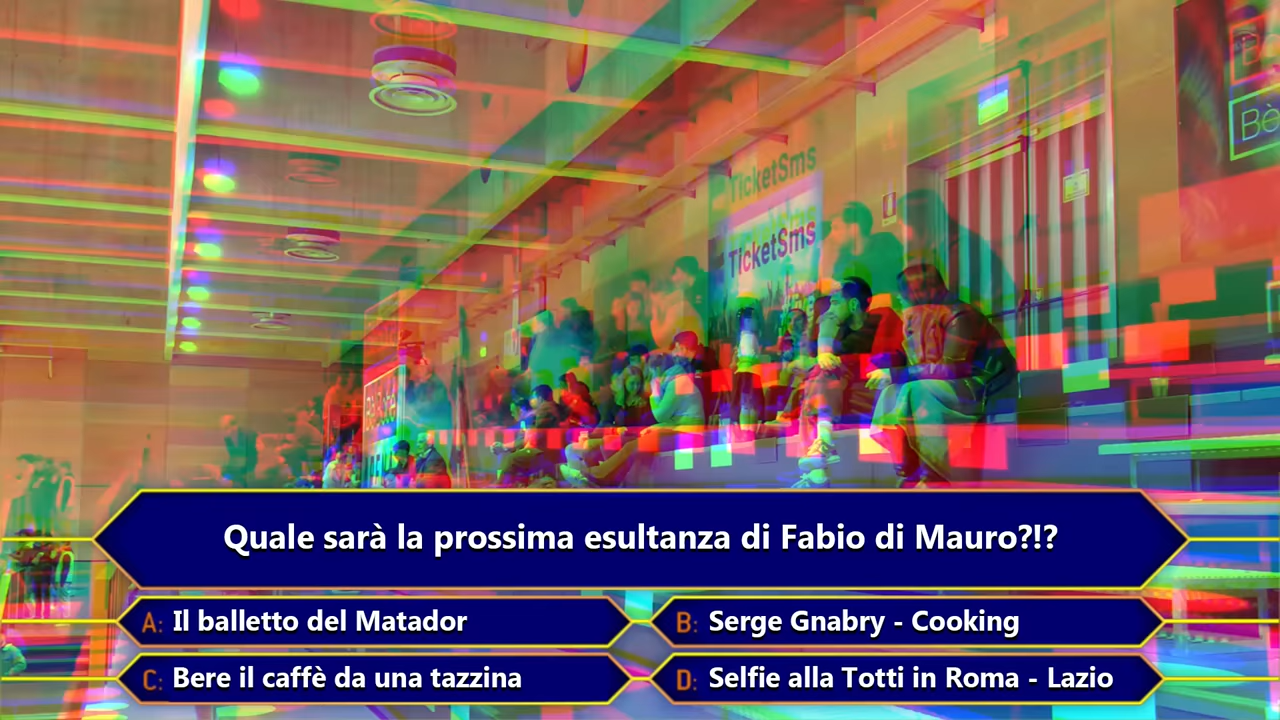 TicketSms
TicketSms
Bè
Quale sarà la prossima esultanza di Fabio di Mauro?!?
A: Il balletto del Matador
B: Serge Gnabry - Cooking
C: Bere il caffè da una tazzina
D: Selfie alla Totti in Roma - Lazio